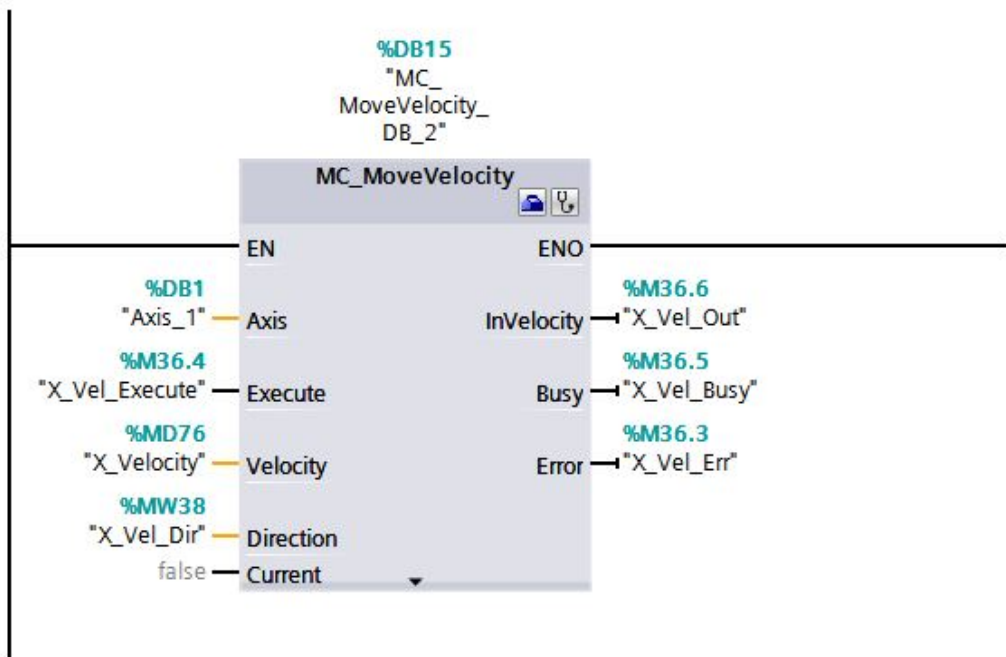 %DB15
"MC_
MoveVelocity_
DB_2"
MC_MoveVelocity
EN ENO
%DB1 %M36.6
"Axis_1" Axis InVelocity "X_Vel_Out"
%M36.4 %M36.5
"X_Vel_Execute" Execute Busy "X_Vel_Busy"
%MD76 %M36.3
"X_Velocity" Velocity Error "X_Vel_Err"
%MW38
"X_Vel_Dir" Direction
false Current